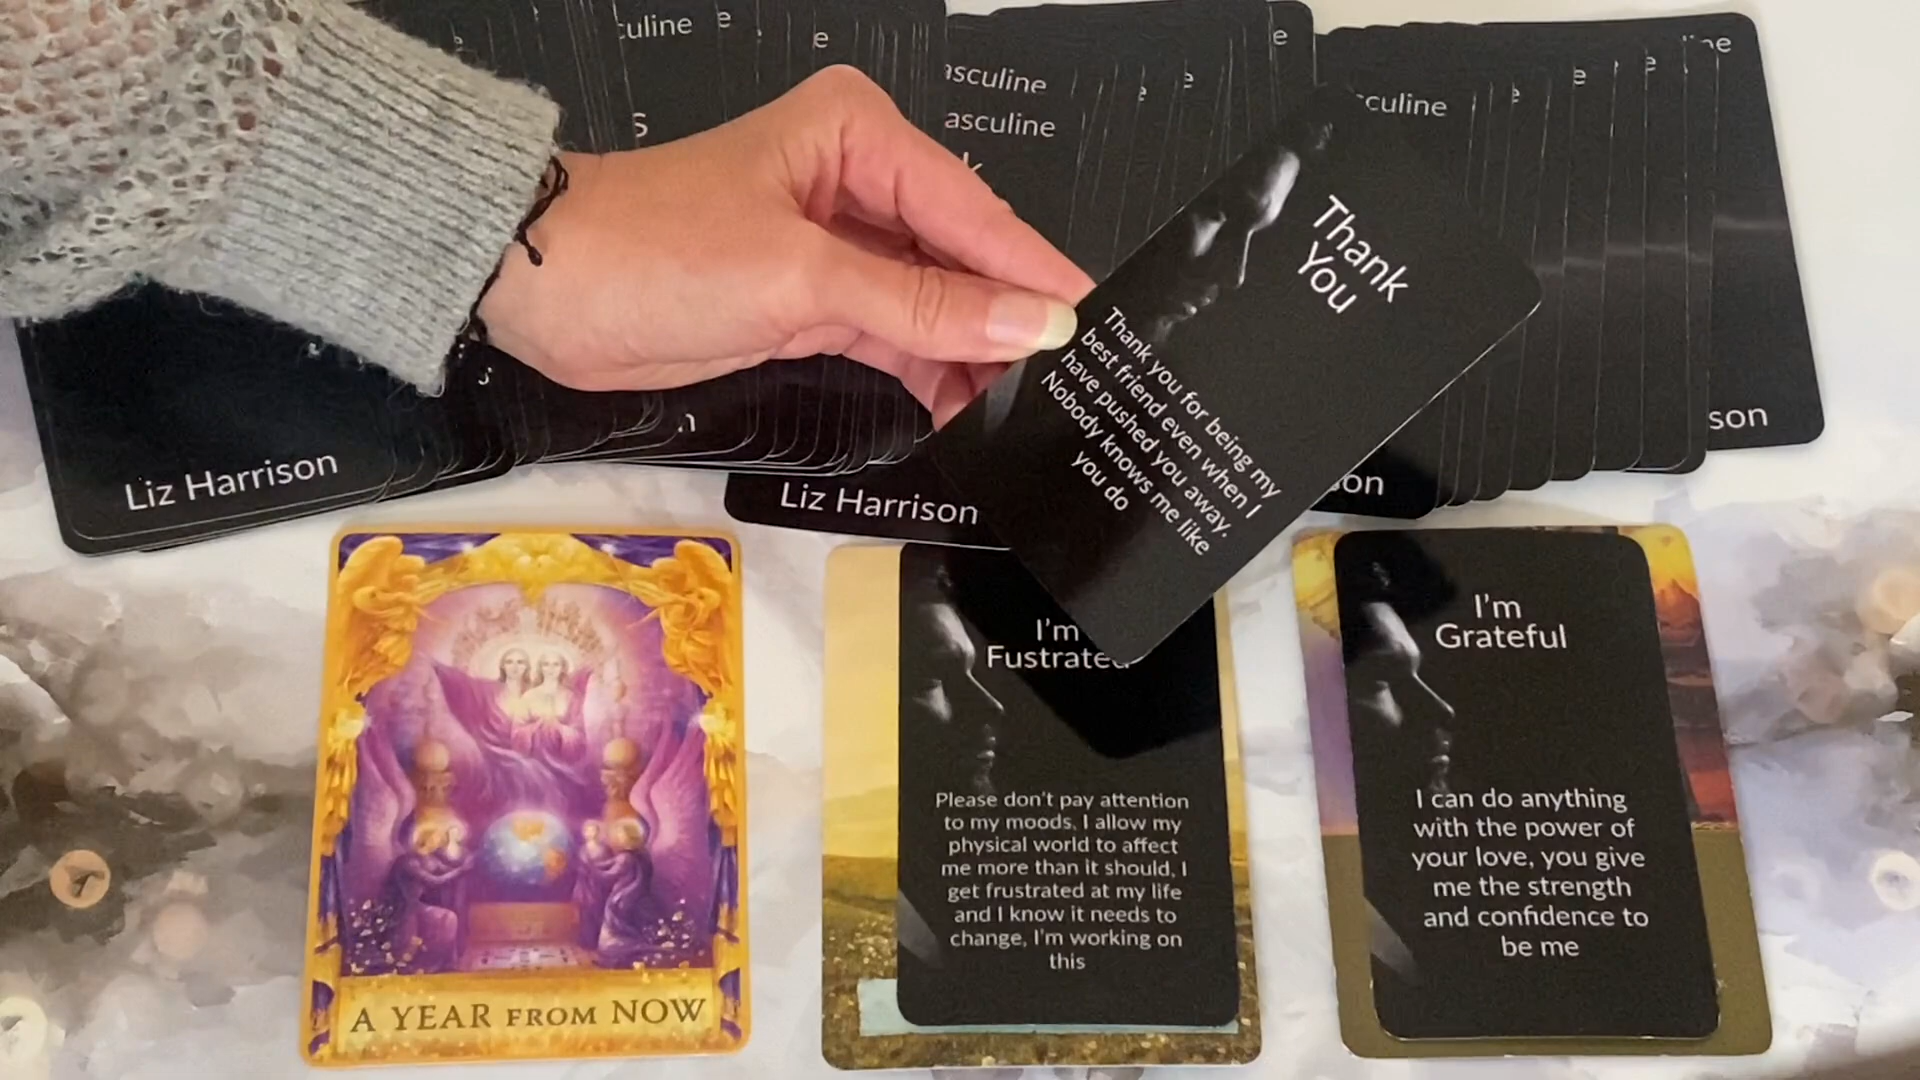 culine
e
e
asculine
asculine
e
e
e
culine
e
e
e
ne
S
k
son
n
Liz Harrison
Liz Harrison
son
Thank
You
Thank you for being my
best friend even when I
have pushed you away.
Nobody knows me like
you do
A YEAR FROM NOW
I'm
Fustrated
Please don't pay attention
to my moods, I allow my
physical world to affect
me more than it should, I
get frustrated at my life
and I know it needs to
change, I'm working on
this
I'm
Grateful
I can do anything
with the power of
your love, you give
me the strength
and confidence to
be me